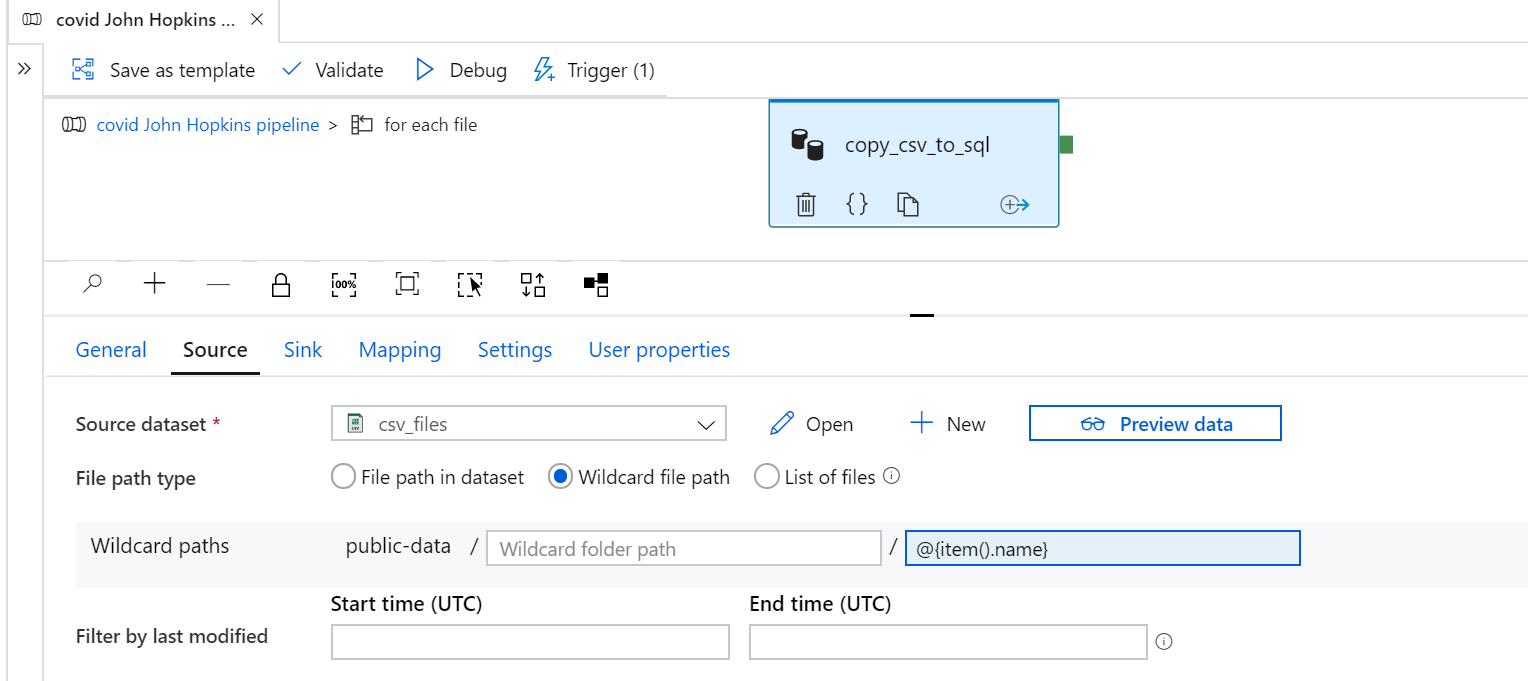 covid John Hopkins ...
Save as template Validate Debug Trigger (1)
covid John Hopkins pipeline > for each file
copy_csv_to_sql
{}
100%
General Source Sink Mapping Settings User properties
Source dataset * csv_files Open New Preview data
File path type File path in dataset Wildcard file path List of files
Wildcard paths public-data / Wildcard folder path / @{item().name}
Start time (UTC) End time (UTC)
Filter by last modified